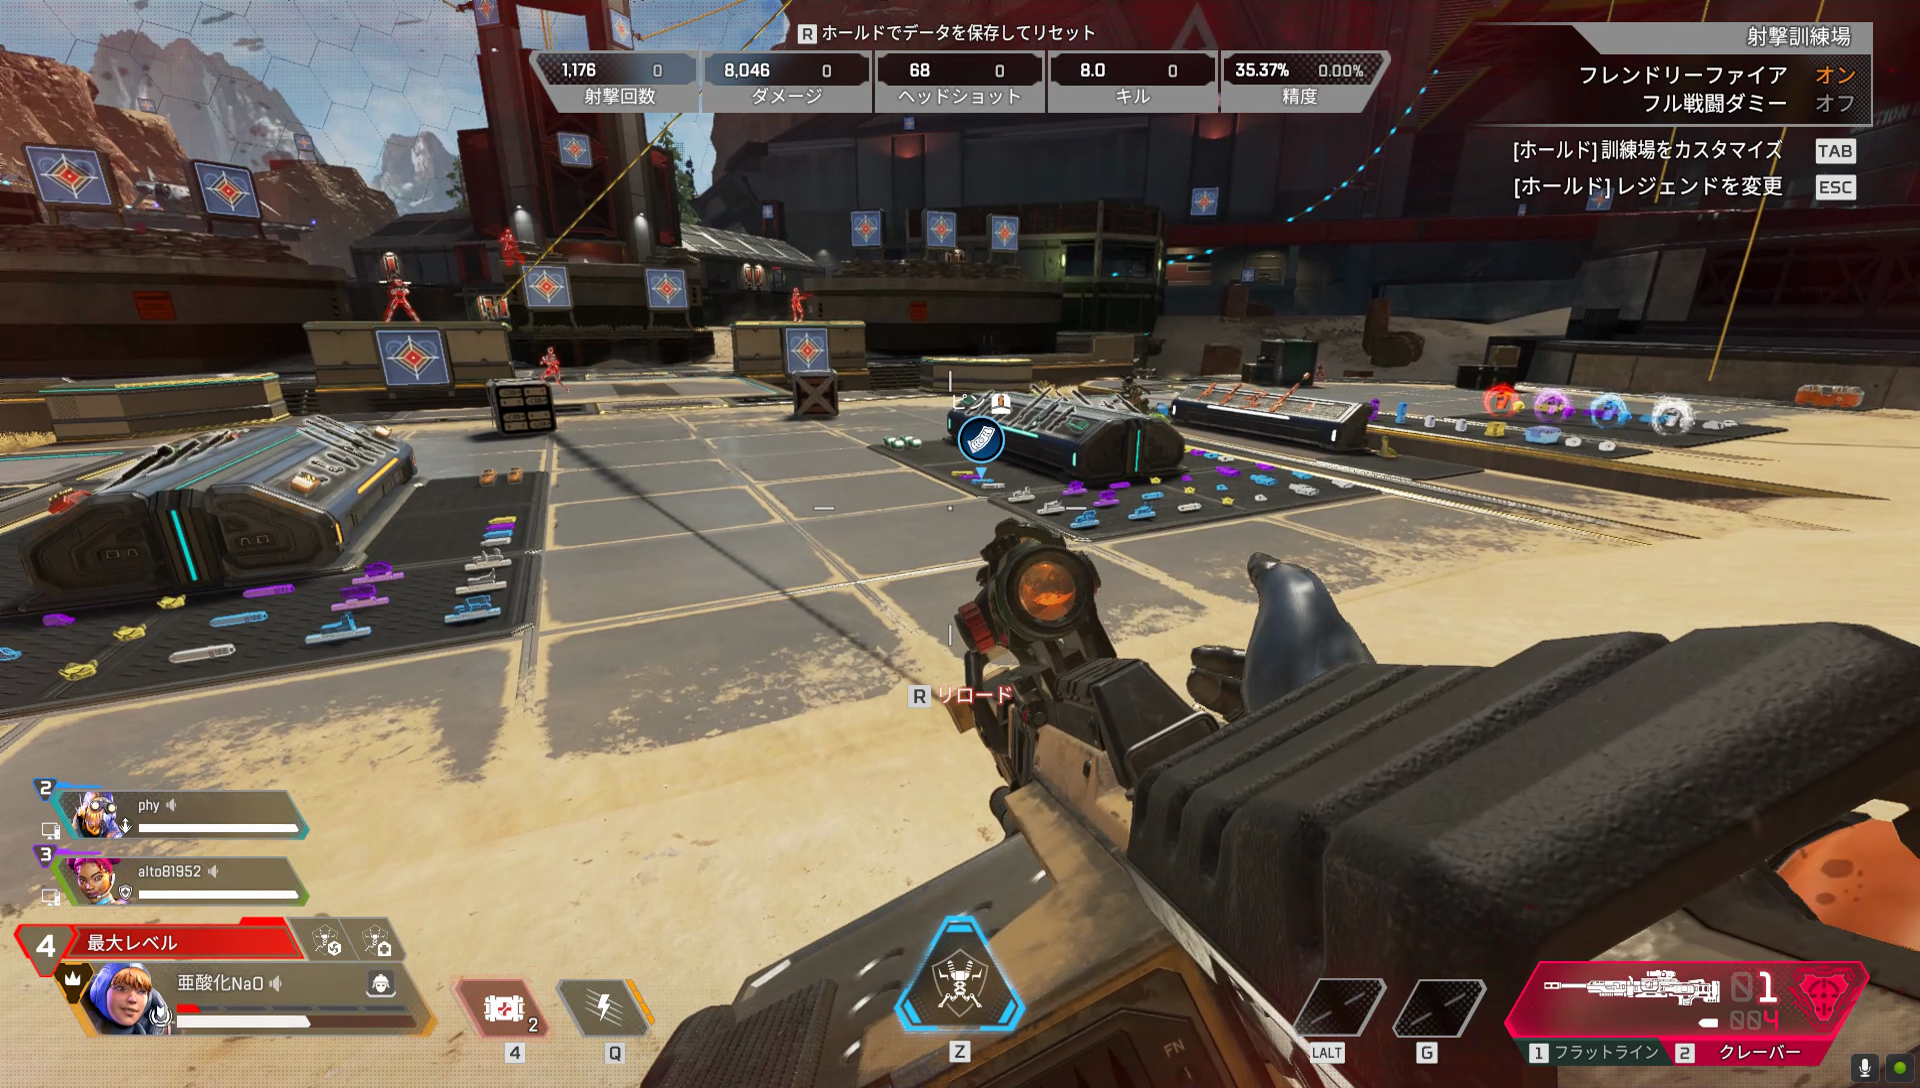 R ホールドでデータを保存してリセット
1,176 0 8,046 0 68 0 8.0 0 35.37% 0.00%
射撃回数 ダメージ ヘッドショット キル 精度
射撃訓練場
フレンドリーファイア オン
フル戦闘ダミー オフ
[ホールド]訓練場をカスタマイズ TAB
[ホールド]レジェンドを変更 ESC
R リロード
2
phy
3
alto81952
4 最大レベル
亜酸化NaO
2
4 Q Z LALT G
01
004
1 フラットライン 2 クレーバー
FN